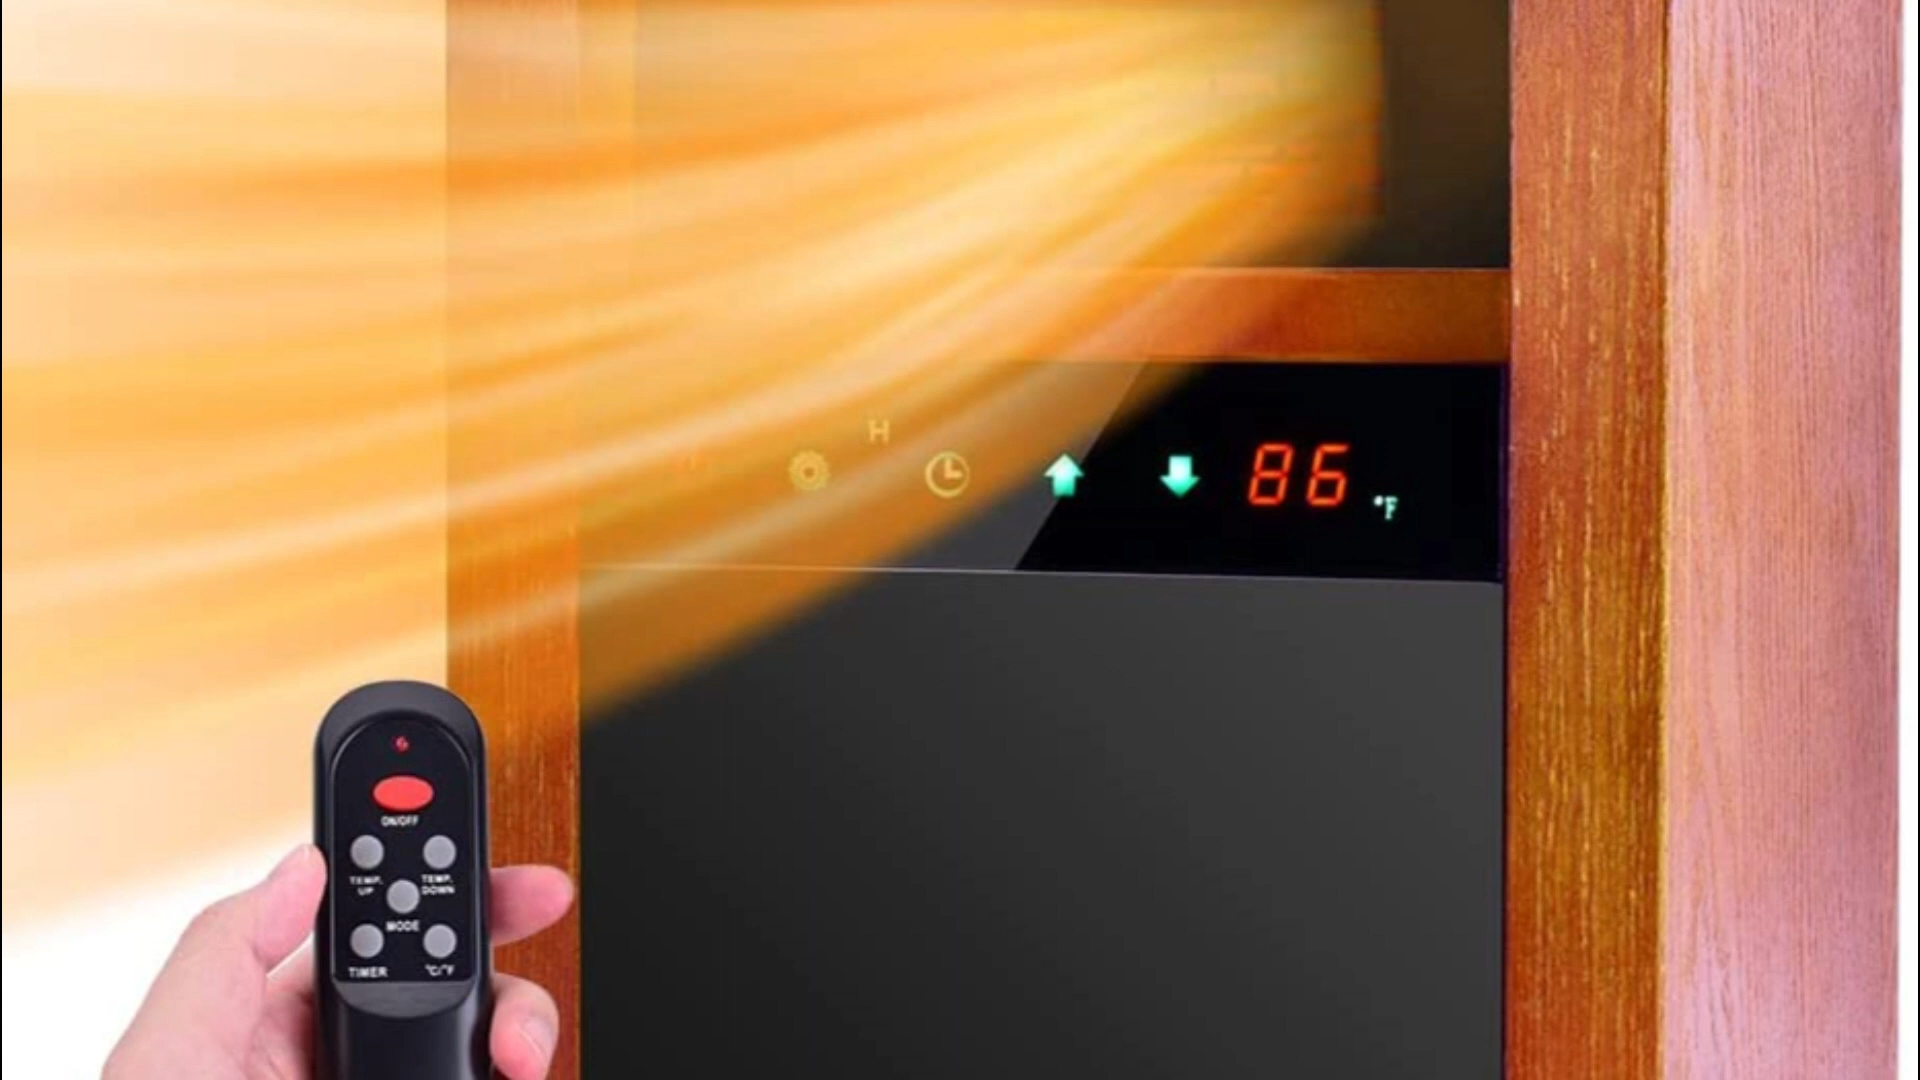 H
86
°F
ON/OFF
TEMP. UP
TEMP. DOWN
MODE
TIMER
°C/°F